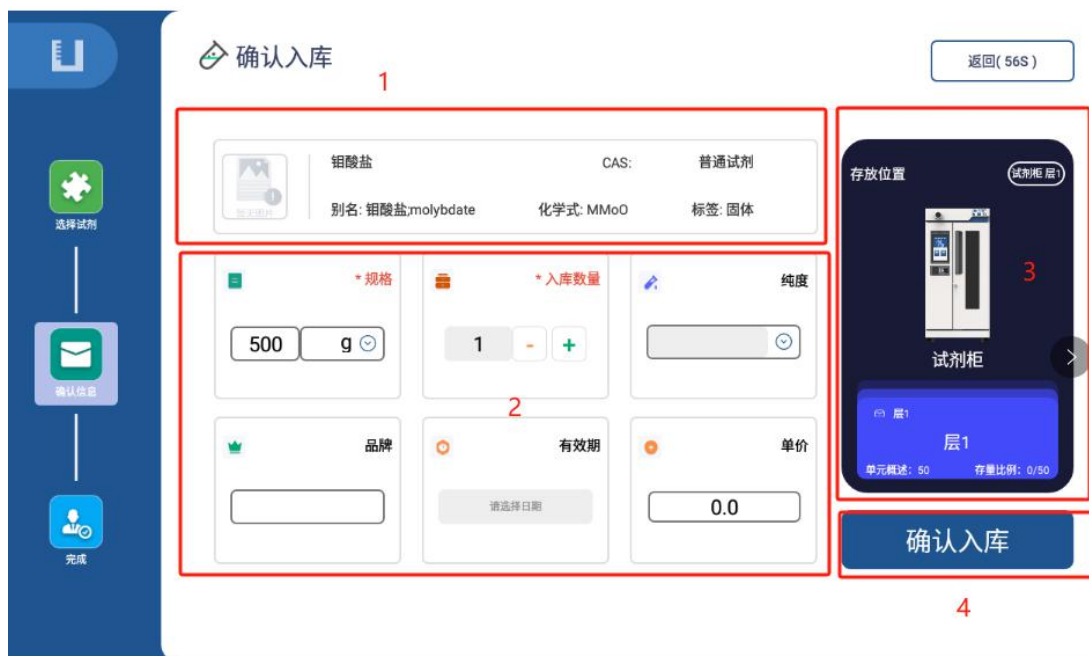 确认入库
返回( 56S )
1
钼酸盐 CAS: 普通试剂
别名: 钼酸盐;molybdate 化学式: MMoO 标签: 固体
选择试剂
确认信息
完成
* 规格
500 g
* 入库数量
1 - +
纯度
2
品牌
有效期
请选择日期
单价
0.0
存放位置 试剂柜 层1
3
试剂柜
层1
层1
单元概述: 50 存量比例: 0/50
确认入库
4